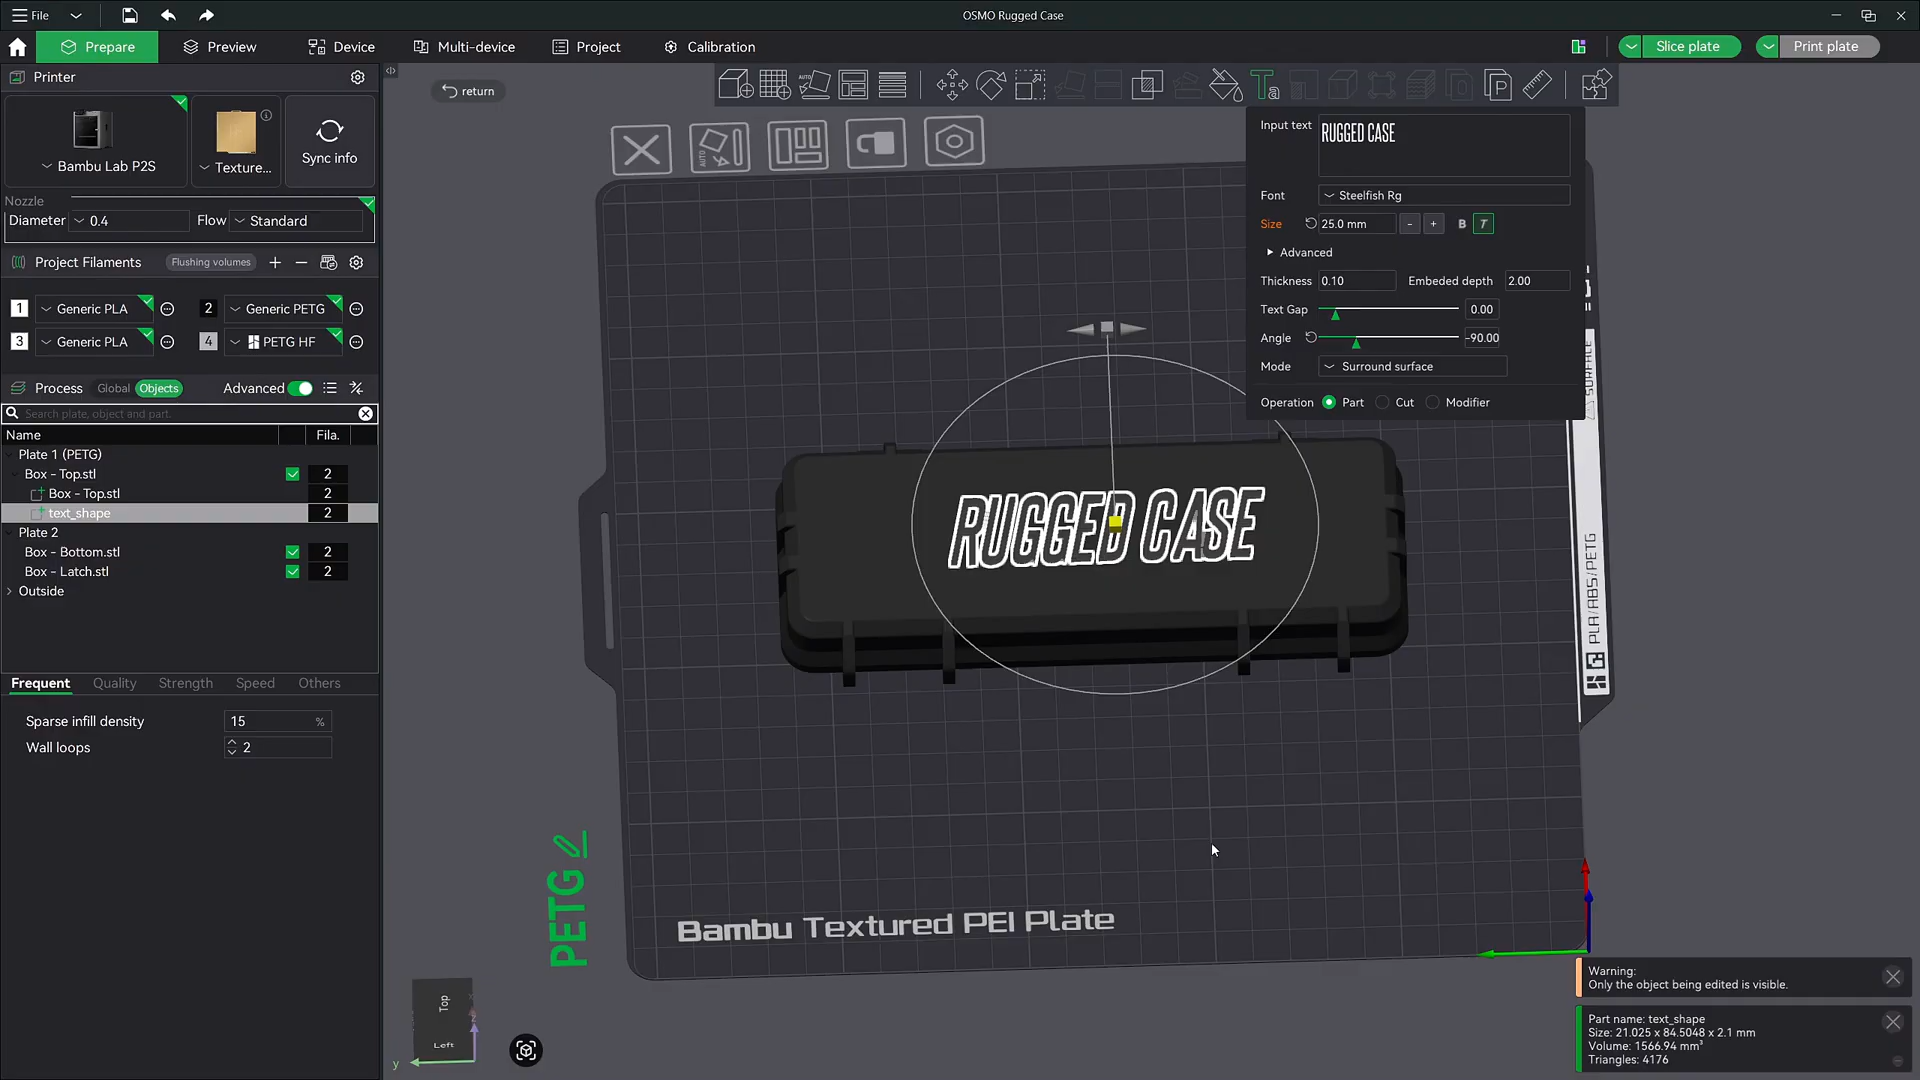 File
OSMO Rugged Case
Prepare
Preview
Device
Multi-device
Project
Calibration
Slice plate
Print plate
Printer
return
Bambu Lab P2S
Texture...
Sync info
Nozzle
Diameter 0.4 Flow Standard
Project Filaments Flushing volumes
1 Generic PLA 2 Generic PETG
3 Generic PLA 4 PETG HF
Process Global Objects Advanced
Search plate, object and part.
Name Fila.
Plate 1 (PETG)
Box - Top.stl 2
Box - Top.stl 2
text_shape 2
Plate 2
Box - Bottom.stl 2
Box - Latch.stl 2
Outside
Frequent Quality Strength Speed Others
Sparse infill density 15 %
Wall loops 2
AUTO
AUTO
Input text RUGGED CASE
Font Steelfish Rg
Size 25.0 mm - + B T
Advanced
Thickness 0.10 Embeded depth 2.00
Text Gap 0.00
Angle -90.00
Mode Surround surface
Operation Part Cut Modifier
RUGGED CASE
SURFACE
PLA/ABS/PETG
PETG
Bambu Textured PEI Plate
Top
Left
z
y
Warning:
Only the object being edited is visible.
Part name: text_shape
Size: 21.025 x 84.5048 x 2.1 mm
Volume: 1566.94 mm³
Triangles: 4176